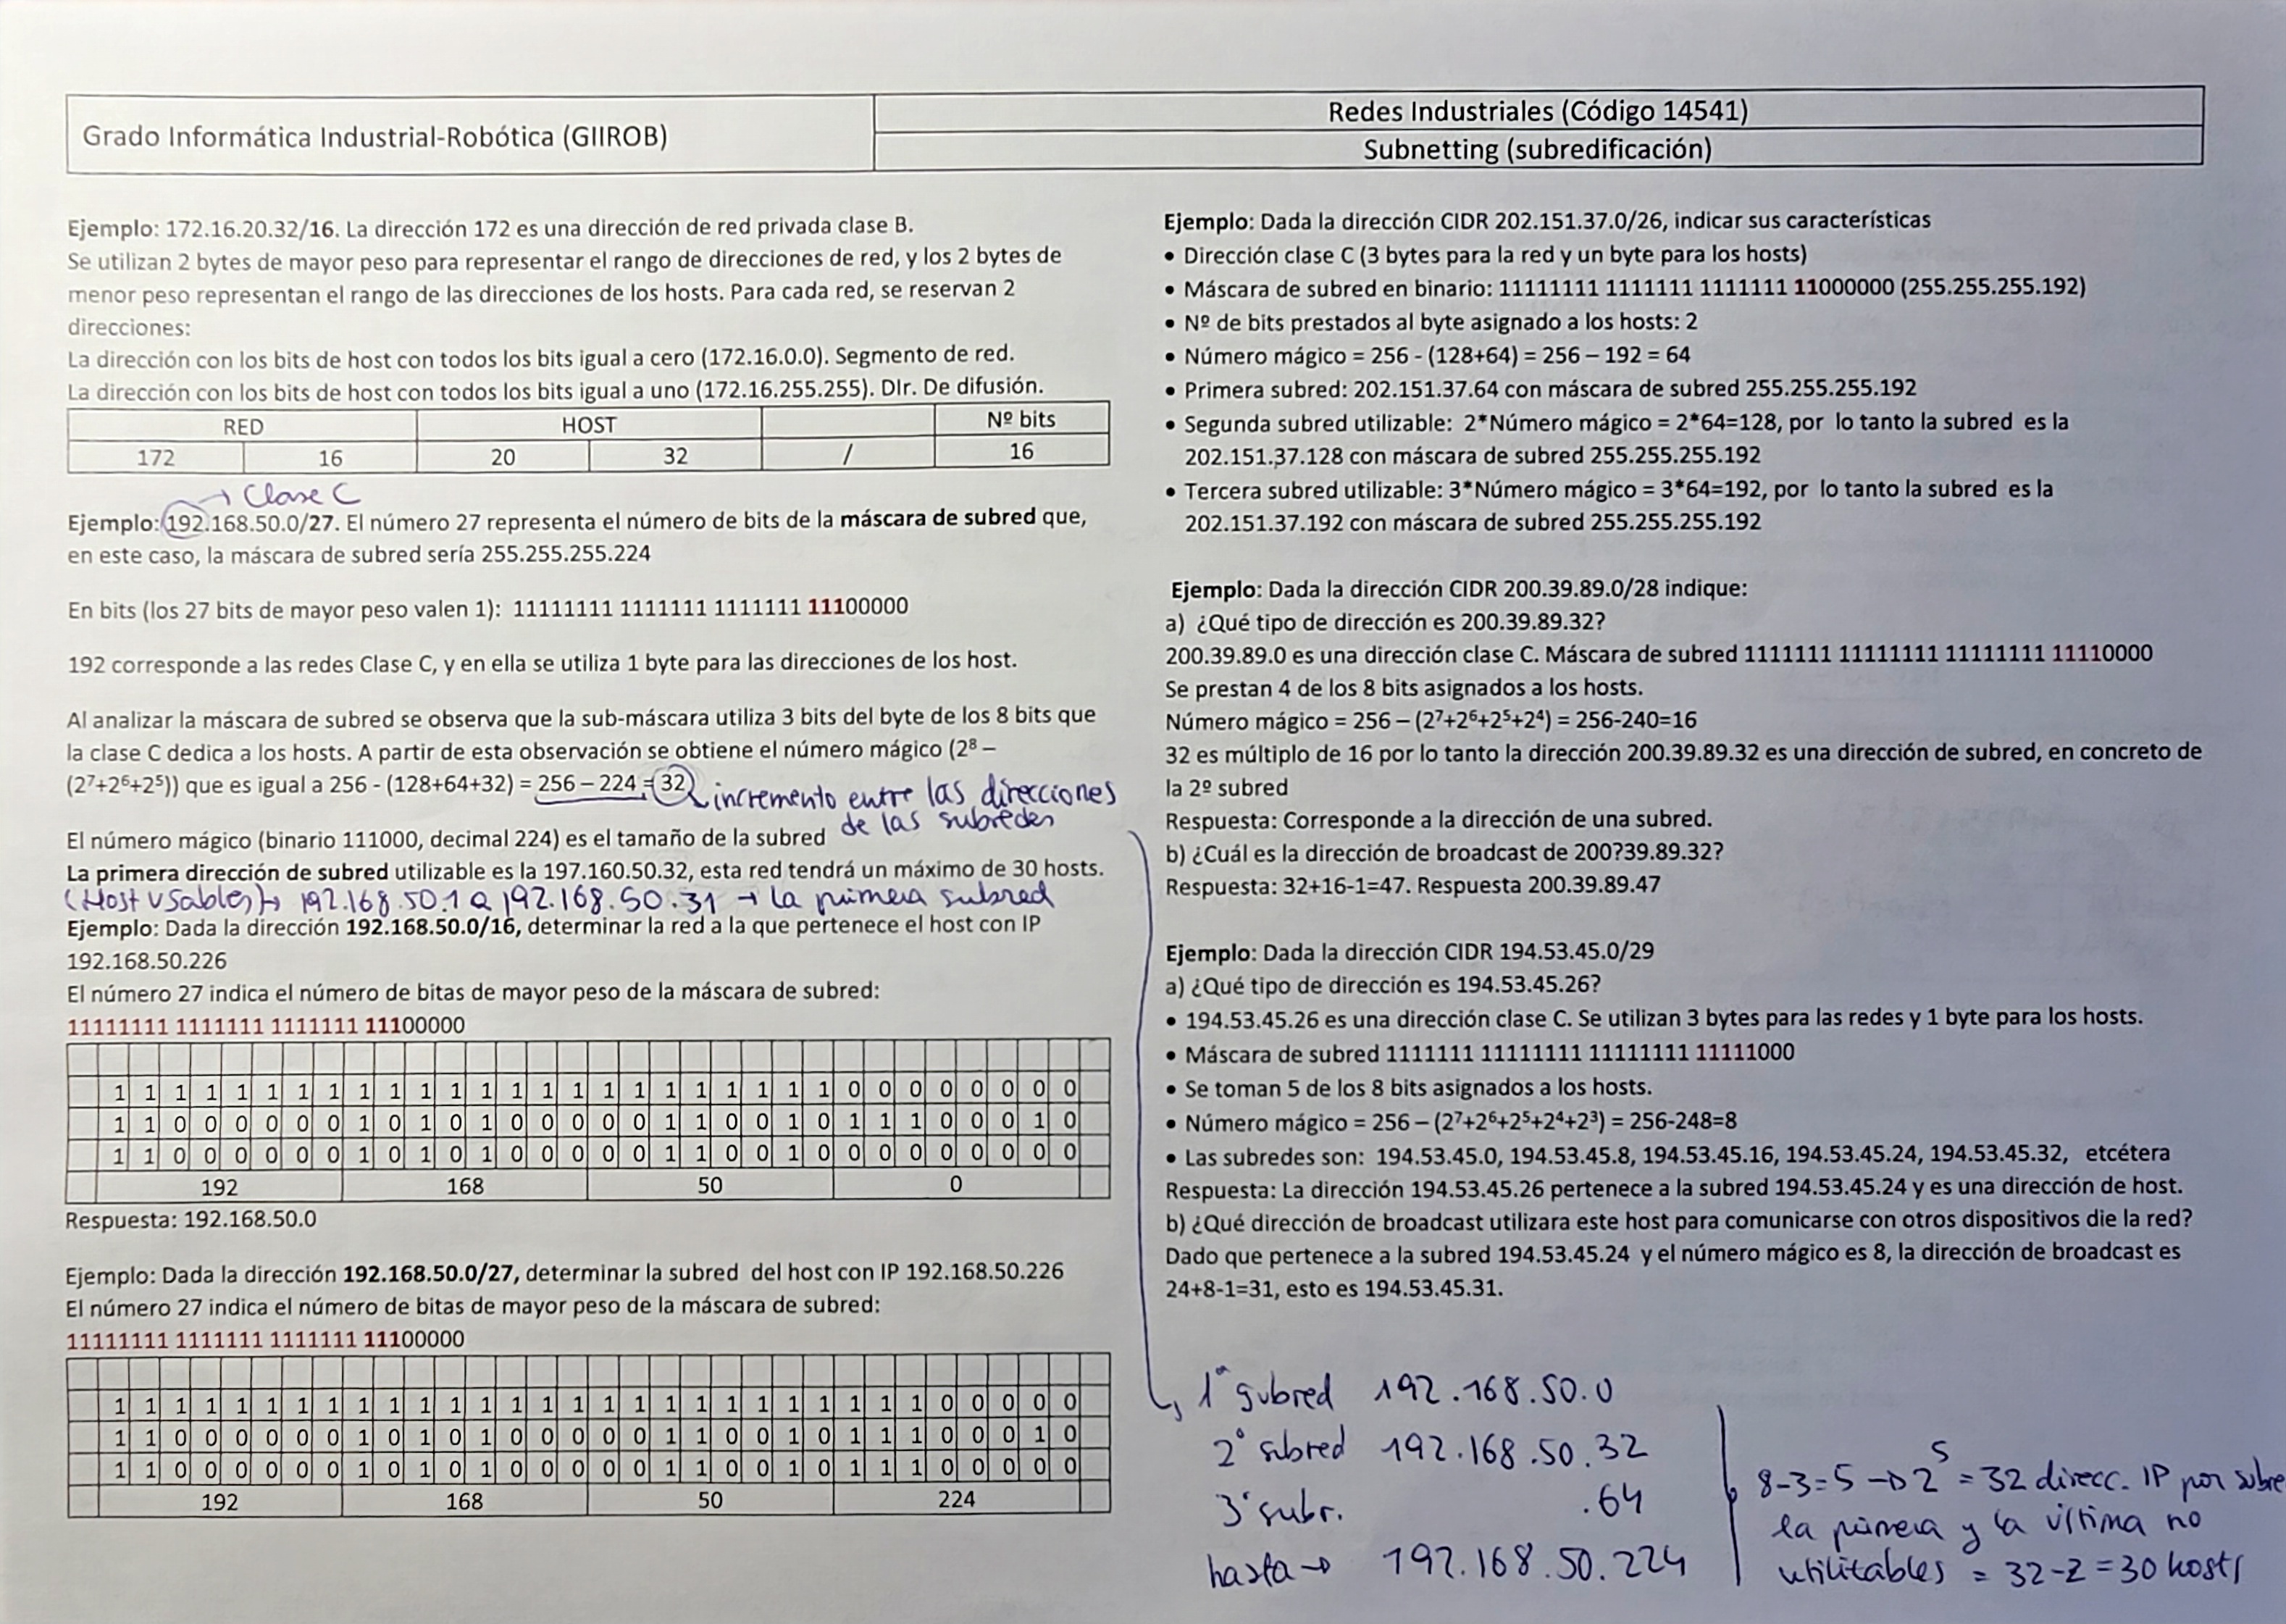 Grado Informática Industrial-Robótica (GIIROB)
Redes Industriales (Código 14541)
Subnetting (subredificación)
Ejemplo: 172.16.20.32/16. La dirección 172 es una dirección de red privada clase B.
Se utilizan 2 bytes de mayor peso para representar el rango de direcciones de red, y los 2 bytes de
menor peso representan el rango de las direcciones de los hosts. Para cada red, se reservan 2
direcciones:
La dirección con los bits de host con todos los bits igual a cero (172.16.0.0). Segmento de red.
La dirección con los bits de host con todos los bits igual a uno (172.16.255.255). DIr. De difusión.
RED HOST Nº bits
172 16 20 32 / 16
→ Clase C
Ejemplo: 192.168.50.0/27. El número 27 representa el número de bits de la máscara de subred que,
en este caso, la máscara de subred sería 255.255.255.224
En bits (los 27 bits de mayor peso valen 1): 11111111 1111111 1111111 11100000
192 corresponde a las redes Clase C, y en ella se utiliza 1 byte para las direcciones de los host.
Al analizar la máscara de subred se observa que la sub-máscara utiliza 3 bits del byte de los 8 bits que
la clase C dedica a los hosts. A partir de esta observación se obtiene el número mágico (2⁸ –
(2⁷+2⁶+2⁵)) que es igual a 256 - (128+64+32) = 256 – 224 = 32
incremento entre las direcciones
de las subredes
El número mágico (binario 111000, decimal 224) es el tamaño de la subred
La primera dirección de subred utilizable es la 197.160.50.32, esta red tendrá un máximo de 30 hosts.
(Host usables) → 192.168.50.1 a 192.168.50.31 → la primera subred
Ejemplo: Dada la dirección 192.168.50.0/16, determinar la red a la que pertenece el host con IP
192.168.50.226
El número 27 indica el número de bitas de mayor peso de la máscara de subred:
11111111 1111111 1111111 11100000
1 1 1 1 1 1 1 1 1 1 1 1 1 1 1 1 1 1 1 1 1 1 1 1 0 0 0 0 0 0 0 0
1 1 0 0 0 0 0 0 1 0 1 0 1 0 0 0 0 0 1 1 0 0 1 0 1 1 1 0 0 0 1 0
1 1 0 0 0 0 0 0 1 0 1 0 1 0 0 0 0 0 1 1 0 0 1 0 0 0 0 0 0 0 0 0
192 168 50 0
Respuesta: 192.168.50.0
Ejemplo: Dada la dirección 192.168.50.0/27, determinar la subred del host con IP 192.168.50.226
El número 27 indica el número de bitas de mayor peso de la máscara de subred:
11111111 1111111 1111111 11100000
1 1 1 1 1 1 1 1 1 1 1 1 1 1 1 1 1 1 1 1 1 1 1 1 1 1 1 0 0 0 0 0
1 1 0 0 0 0 0 0 1 0 1 0 1 0 0 0 0 0 1 1 0 0 1 0 1 1 1 0 0 0 1 0
1 1 0 0 0 0 0 0 1 0 1 0 1 0 0 0 0 0 1 1 0 0 1 0 1 1 1 0 0 0 0 0
192 168 50 224
Ejemplo: Dada la dirección CIDR 202.151.37.0/26, indicar sus características
• Dirección clase C (3 bytes para la red y un byte para los hosts)
• Máscara de subred en binario: 11111111 1111111 1111111 11000000 (255.255.255.192)
• Nº de bits prestados al byte asignado a los hosts: 2
• Número mágico = 256 - (128+64) = 256 – 192 = 64
• Primera subred: 202.151.37.64 con máscara de subred 255.255.255.192
• Segunda subred utilizable: 2*Número mágico = 2*64=128, por lo tanto la subred es la
202.151.37.128 con máscara de subred 255.255.255.192
• Tercera subred utilizable: 3*Número mágico = 3*64=192, por lo tanto la subred es la
202.151.37.192 con máscara de subred 255.255.255.192
Ejemplo: Dada la dirección CIDR 200.39.89.0/28 indique:
a) ¿Qué tipo de dirección es 200.39.89.32?
200.39.89.0 es una dirección clase C. Máscara de subred 1111111 11111111 11111111 11110000
Se prestan 4 de los 8 bits asignados a los hosts.
Número mágico = 256 – (2⁷+2⁶+2⁵+2⁴) = 256-240=16
32 es múltiplo de 16 por lo tanto la dirección 200.39.89.32 es una dirección de subred, en concreto de
la 2º subred
Respuesta: Corresponde a la dirección de una subred.
b) ¿Cuál es la dirección de broadcast de 200?39.89.32?
Respuesta: 32+16-1=47. Respuesta 200.39.89.47
Ejemplo: Dada la dirección CIDR 194.53.45.0/29
a) ¿Qué tipo de dirección es 194.53.45.26?
• 194.53.45.26 es una dirección clase C. Se utilizan 3 bytes para las redes y 1 byte para los hosts.
• Máscara de subred 1111111 11111111 11111111 11111000
• Se toman 5 de los 8 bits asignados a los hosts.
• Número mágico = 256 – (2⁷+2⁶+2⁵+2⁴+2³) = 256-248=8
• Las subredes son: 194.53.45.0, 194.53.45.8, 194.53.45.16, 194.53.45.24, 194.53.45.32, etcétera
Respuesta: La dirección 194.53.45.26 pertenece a la subred 194.53.45.24 y es una dirección de host.
b) ¿Qué dirección de broadcast utilizara este host para comunicarse con otros dispositivos die la red?
Dado que pertenece a la subred 194.53.45.24 y el número mágico es 8, la dirección de broadcast es
24+8-1=31, esto es 194.53.45.31.
1ª subred 192.168.50.0
2ª subred 192.168.50.32
3ª subr. .64
hasta → 192.168.50.224
8-3=5 → 2⁵ = 32 direcc. IP por subre
la primera y la última no
utilitables = 32-2 = 30 hosts